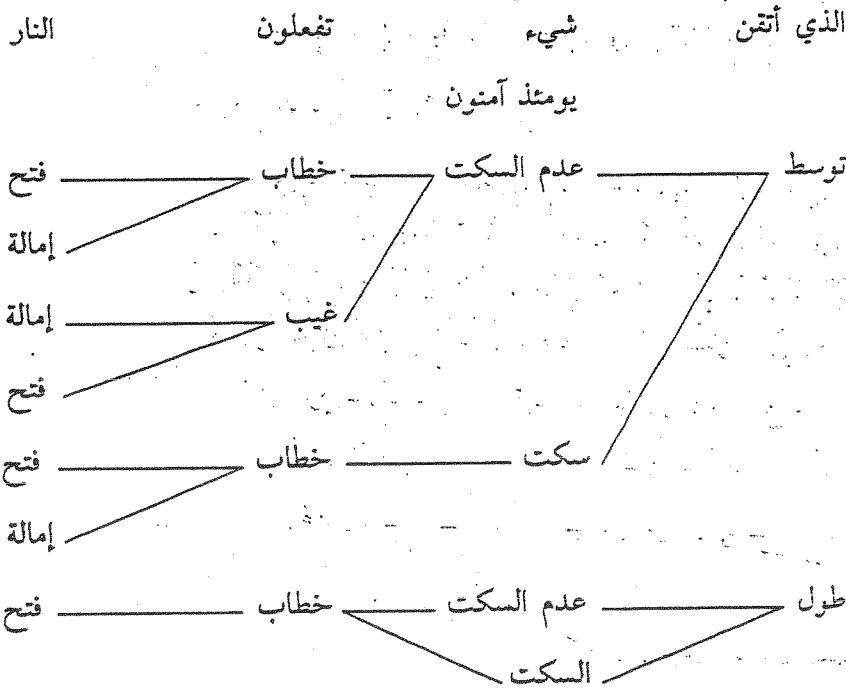 الذي أتقن شيء تفعلون النار
يومئذ آمنون
توسط عدم السكت خطاب فتح
إمالة
غيب إمالة
فتح
سكت خطاب فتح
إمالة
طول عدم السكت خطاب فتح
السكت